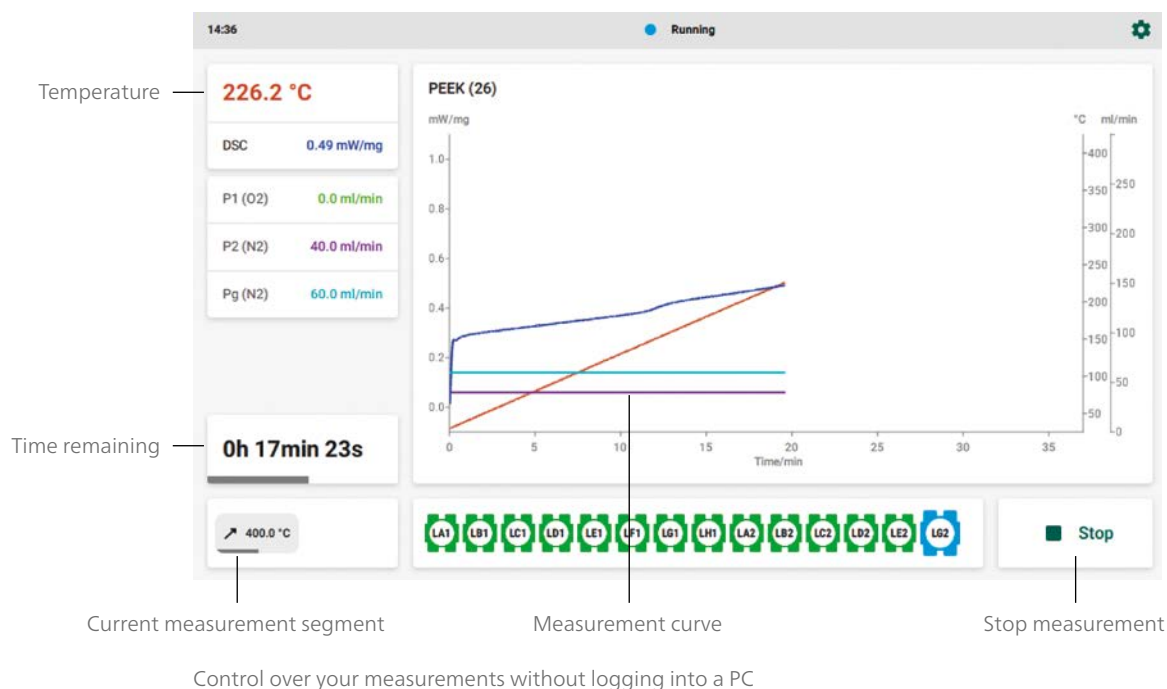 14:36
Running
Temperature
226.2 °C
DSC 0.49 mW/mg
P1 (O2) 0.0 ml/min
P2 (N2) 40.0 ml/min
Pg (N2) 60.0 ml/min
Time remaining
0h 17min 23s
400.0 °C
PEEK (26)
mW/mg
°C ml/min
1.0
0.8
0.6
0.4
0.2
0.0
400
350
300
250
200
150
100
50
250
200
150
100
50
0
0 5 10 15 20 25 30 35
Time/min
LA1 LB1 LC1 LD1 LE1 LF1 LG1 LH1 LA2 LB2 LC2 LD2 LE2 LG2
Stop
Current measurement segment
Measurement curve
Stop measurement
Control over your measurements without logging into a PC